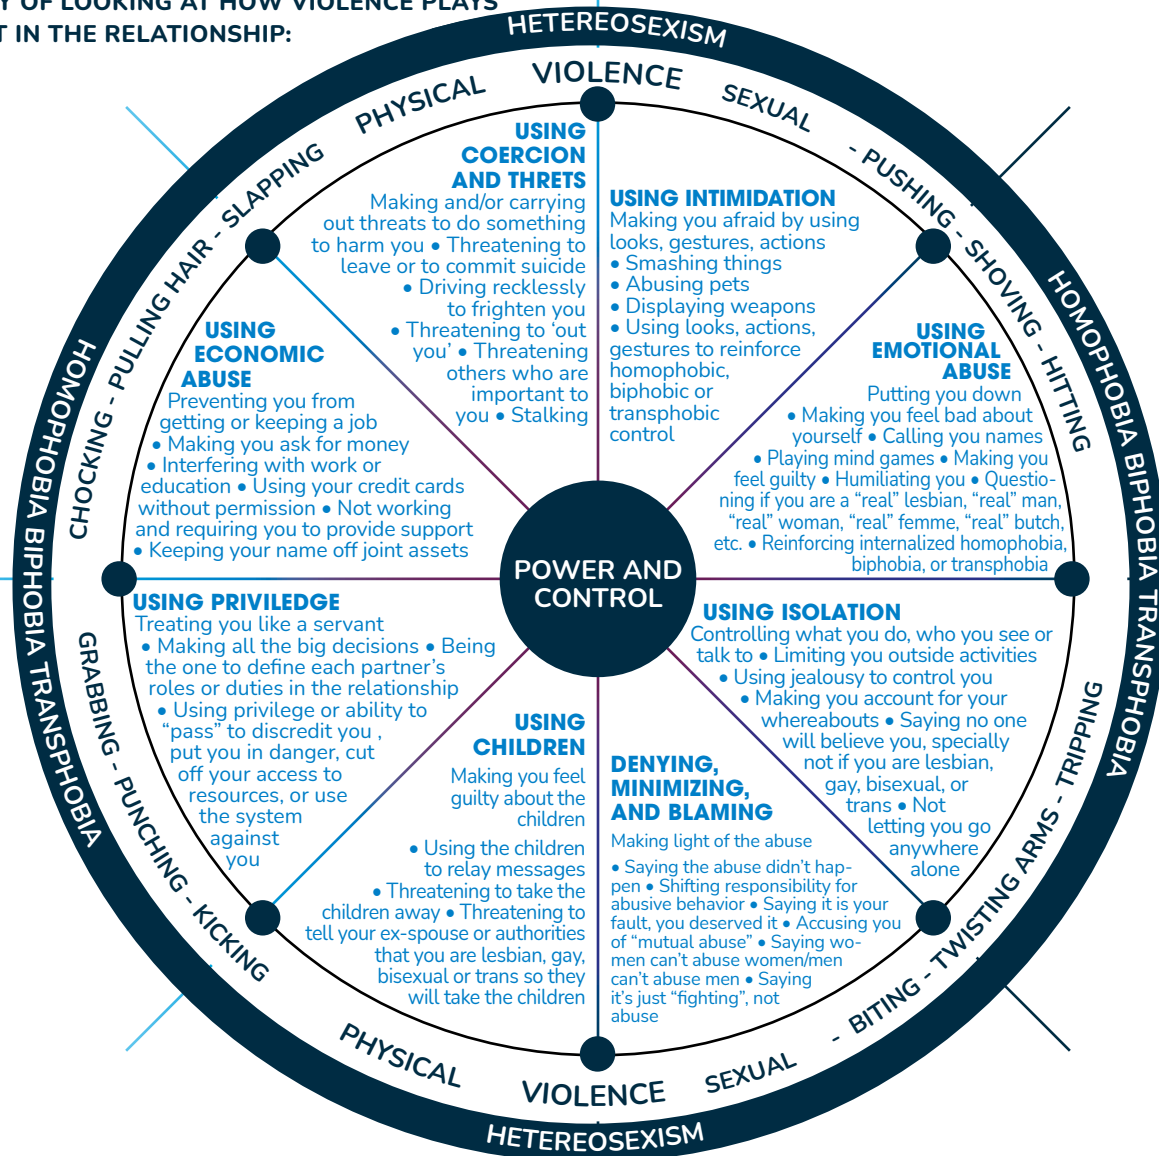 Y OF LOOKING AT HOW VIOLENCE PLAYS
T IN THE RELATIONSHIP:
HETEREOSEXISM
PHYSICAL VIOLENCE SEXUAL
CHOCKING - PULLING HAIR - SLAPPING
- PUSHING - SHOVING - HITTING
HOMOPHOBIA BIPHOBIA TRANSPHOBIA
HOMOPHOBIA BIPHOBIA TRANSPHOBIA
USING
COERCION
AND THRETS
Making and/or carrying
out threats to do something
to harm you • Threatening to
leave or to commit suicide
• Driving recklessly
to frighten you
• Threatening to ‘out
you’ • Threatening
others who are
important to
you • Stalking
USING INTIMIDATION
Making you afraid by using
looks, gestures, actions
• Smashing things
• Abusing pets
• Displaying weapons
• Using looks, actions,
gestures to reinforce
homophobic,
biphobic or
transphobic
control
USING
ECONOMIC
ABUSE
Preventing you from
getting or keeping a job
• Making you ask for money
• Interfering with work or
education • Using your credit cards
without permission • Not working
and requiring you to provide support
• Keeping your name off joint assets
USING
EMOTIONAL
ABUSE
Putting you down
• Making you feel bad about
yourself • Calling you names
• Playing mind games • Making you
feel guilty • Humiliating you • Questio-
ning if you are a “real” lesbian, “real” man,
“real” woman, “real” femme, “real” butch,
etc. • Reinforcing internalized homophobia,
biphobia, or transphobia
POWER AND
CONTROL
USING PRIVILEDGE
Treating you like a servant
• Making all the big decisions • Being
the one to define each partner’s
roles or duties in the relationship
• Using privilege or ability to
“pass” to discredit you ,
put you in danger, cut
off your access to
resources, or use
the system
against
you
USING ISOLATION
Controlling what you do, who you see or
talk to • Limiting you outside activities
• Using jealousy to control you
• Making you account for your
whereabouts • Saying no one
will believe you, specially
not if you are lesbian,
gay, bisexual, or
trans • Not
letting you go
anywhere
alone
USING
CHILDREN
Making you feel
guilty about the
children
• Using the children
to relay messages
• Threatening to take the
children away • Threatening to
tell your ex-spouse or authorities
that you are lesbian, gay,
bisexual or trans so they
will take the children
DENYING,
MINIMIZING,
AND BLAMING
Making light of the abuse
• Saying the abuse didn’t hap-
pen • Shifting responsibility for
abusive behavior • Saying it is your
fault, you deserved it • Accusing you
of “mutual abuse” • Saying wo-
men can’t abuse women/men
can’t abuse men • Saying
it’s just “fighting”, not
abuse
GRABBING - PUNCHING - KICKING
- BITING - TWISTING ARMS - TRIPPING
PHYSICAL VIOLENCE SEXUAL
HETEREOSEXISM